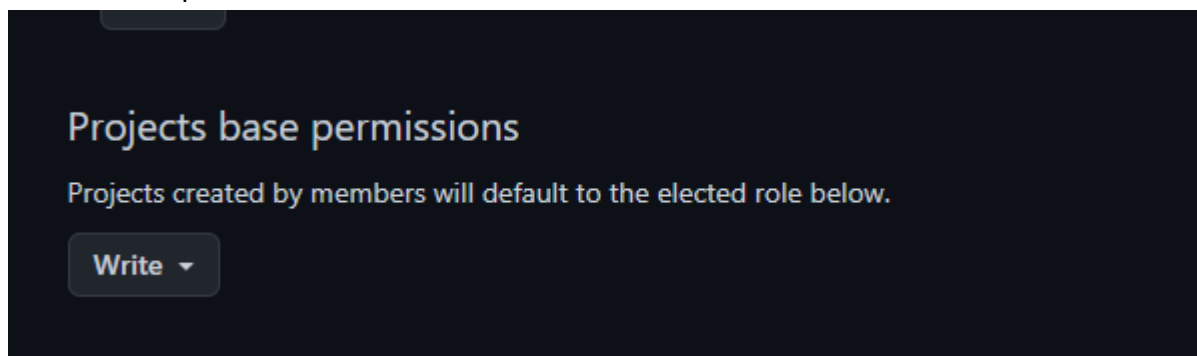 Projects base permissions
Projects created by members will default to the elected role below.
Write